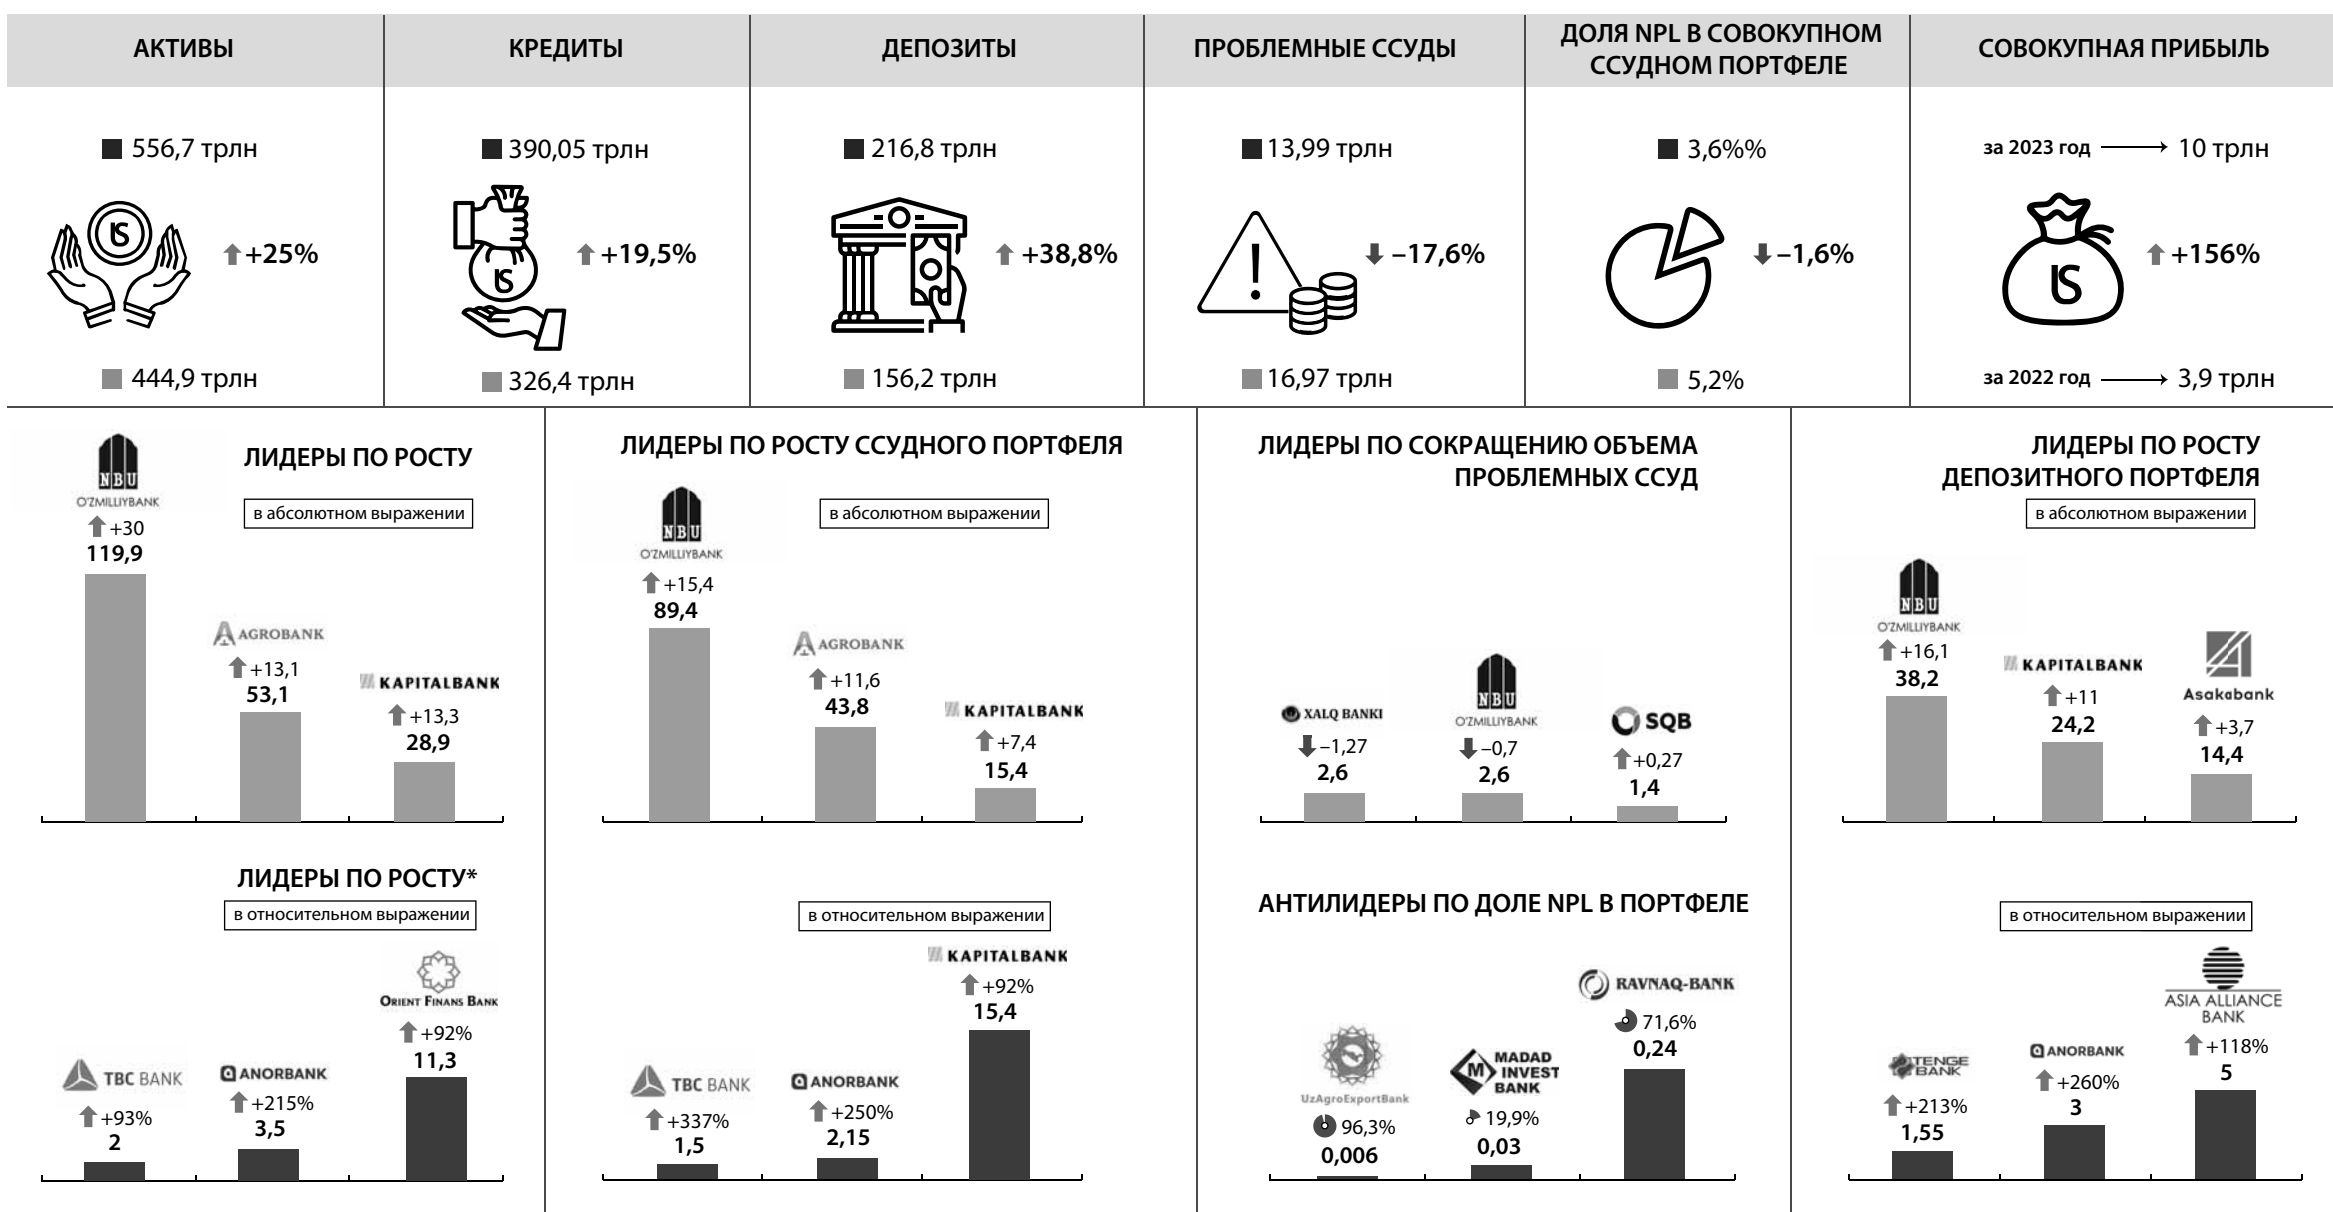 АКТИВЫ
556,7 трлн
+25%
444,9 трлн
КРЕДИТЫ
390,05 трлн
+19,5%
326,4 трлн
ДЕПОЗИТЫ
216,8 трлн
+38,8%
156,2 трлн
ПРОБЛЕМНЫЕ ССУДЫ
13,99 трлн
!
–17,6%
16,97 трлн
ДОЛЯ NPL В СОВОКУПНОМ
ССУДНОМ ПОРТФЕЛЕ
3,6%%
–1,6%
5,2%
СОВОКУПНАЯ ПРИБЫЛЬ
за 2023 год 10 трлн
+156%
за 2022 год 3,9 трлн
ЛИДЕРЫ ПО РОСТУ
в абсолютном выражении
NBU
O'ZMILLIYBANK
+30
119,9
AGROBANK
+13,1
53,1
KAPITALBANK
+13,3
28,9
ЛИДЕРЫ ПО РОСТУ*
в относительном выражении
TBC BANK
+93%
2
ANORBANK
+215%
3,5
ORIENT FINANS BANK
+92%
11,3
ЛИДЕРЫ ПО РОСТУ ССУДНОГО ПОРТФЕЛЯ
в абсолютном выражении
NBU
O'ZMILLIYBANK
+15,4
89,4
AGROBANK
+11,6
43,8
KAPITALBANK
+7,4
15,4
в относительном выражении
TBC BANK
+337%
1,5
ANORBANK
+250%
2,15
KAPITALBANK
+92%
15,4
ЛИДЕРЫ ПО СОКРАЩЕНИЮ ОБЪЕМА
ПРОБЛЕМНЫХ ССУД
XALQ BANKI
–1,27
2,6
NBU
O'ZMILLIYBANK
–0,7
2,6
SQB
+0,27
1,4
АНТИЛИДЕРЫ ПО ДОЛЕ NPL В ПОРТФЕЛЕ
UzAgroExportBank
96,3%
0,006
M
MADAD
INVEST
BANK
19,9%
0,03
RAVNAQ-BANK
71,6%
0,24
ЛИДЕРЫ ПО РОСТУ
ДЕПОЗИТНОГО ПОРТФЕЛЯ
в абсолютном выражении
NBU
O'ZMILLIYBANK
+16,1
38,2
KAPITALBANK
+11
24,2
Asakabank
+3,7
14,4
в относительном выражении
TENGE
BANK
+213%
1,55
ANORBANK
+260%
3
ASIA ALLIANCE
BANK
+118%
5